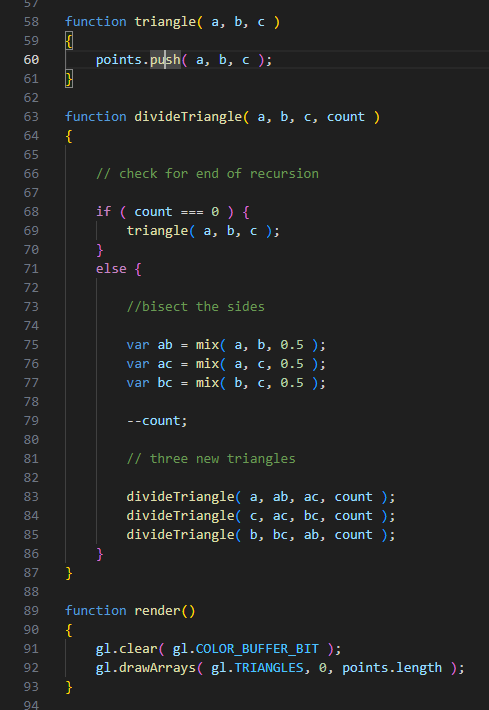 57
58 function triangle( a, b, c )
59 {
60     points.push( a, b, c );
61 }
62
63 function divideTriangle( a, b, c, count )
64 {
65
66     // check for end of recursion
67
68     if ( count === 0 ) {
69         triangle( a, b, c );
70     }
71     else {
72
73         //bisect the sides
74
75         var ab = mix( a, b, 0.5 );
76         var ac = mix( a, c, 0.5 );
77         var bc = mix( b, c, 0.5 );
78
79         --count;
80
81         // three new triangles
82
83         divideTriangle( a, ab, ac, count );
84         divideTriangle( c, ac, bc, count );
85         divideTriangle( b, bc, ab, count );
86     }
87 }
88
89 function render()
90 {
91     gl.clear( gl.COLOR_BUFFER_BIT );
92     gl.drawArrays( gl.TRIANGLES, 0, points.length );
93 }
94